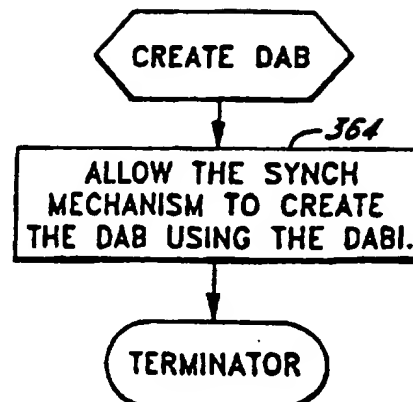 CREATE DAB
364
ALLOW THE SYNCH
MECHANISM TO CREATE
THE DAB USING THE DABI.
TERMINATOR